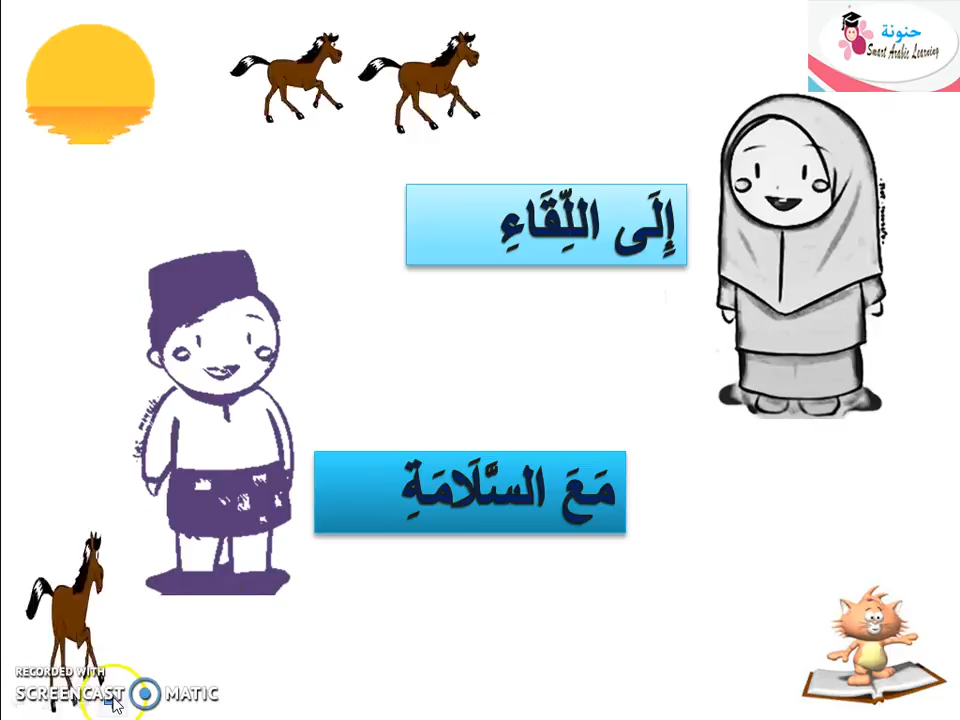 حنونة
Smart Arabic Learning
إِلَى اللِّقَاءِ
مَعَ السَّلَامَةِ
RECORDED WITH
SCREENCAST MATIC